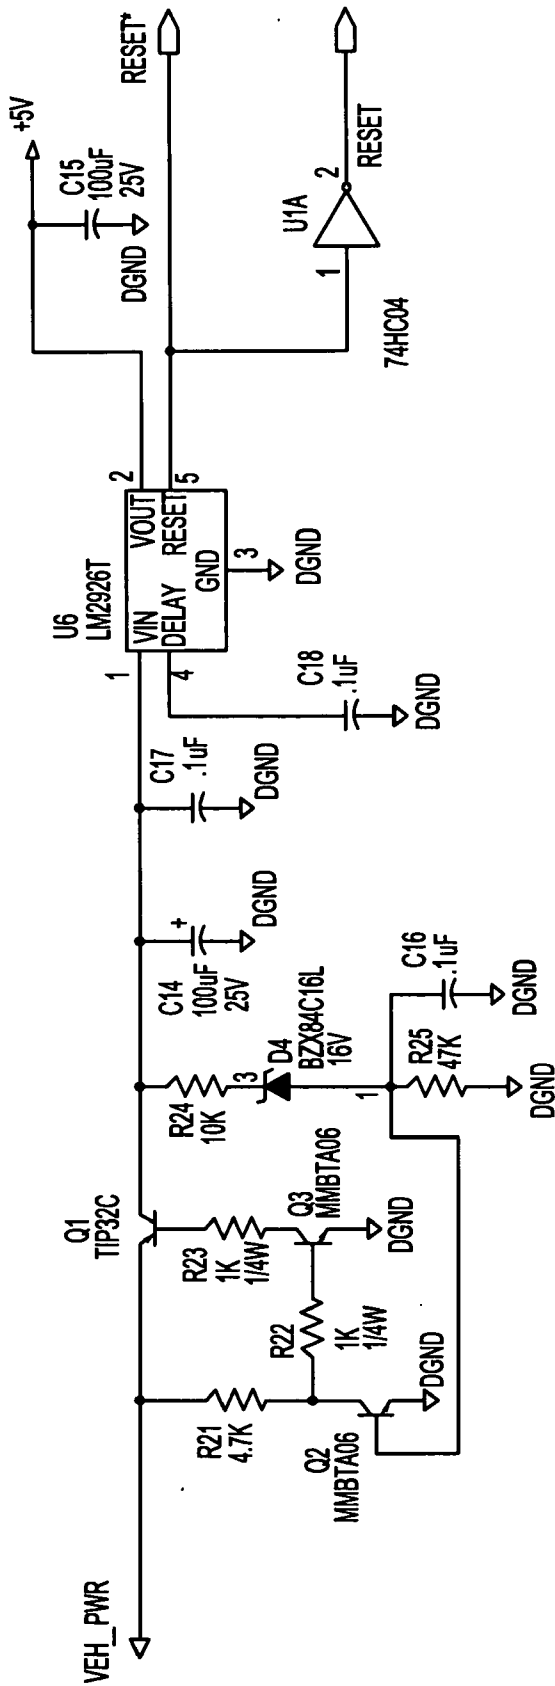 VEH_PWR
R21
4.7K
Q2
MMBTA06
DGND
R22
1K
1/4W
Q1
TIP32C
R23
1K
1/4W
Q3
MMBTA06
DGND
R24
10K
3
D4
BZX84C16L
16V
1
R25
47K
DGND
C16
.1uF
DGND
C14
100uF
25V
+
DGND
C17
.1uF
DGND
C18
.1uF
DGND
U6
LM2926T
1
VIN
4
DELAY
VOUT
2
RESET
5
GND
3
DGND
+5V
C15
100uF
25V
DGND
RESET*
U1A
1
2
74HC04
RESET